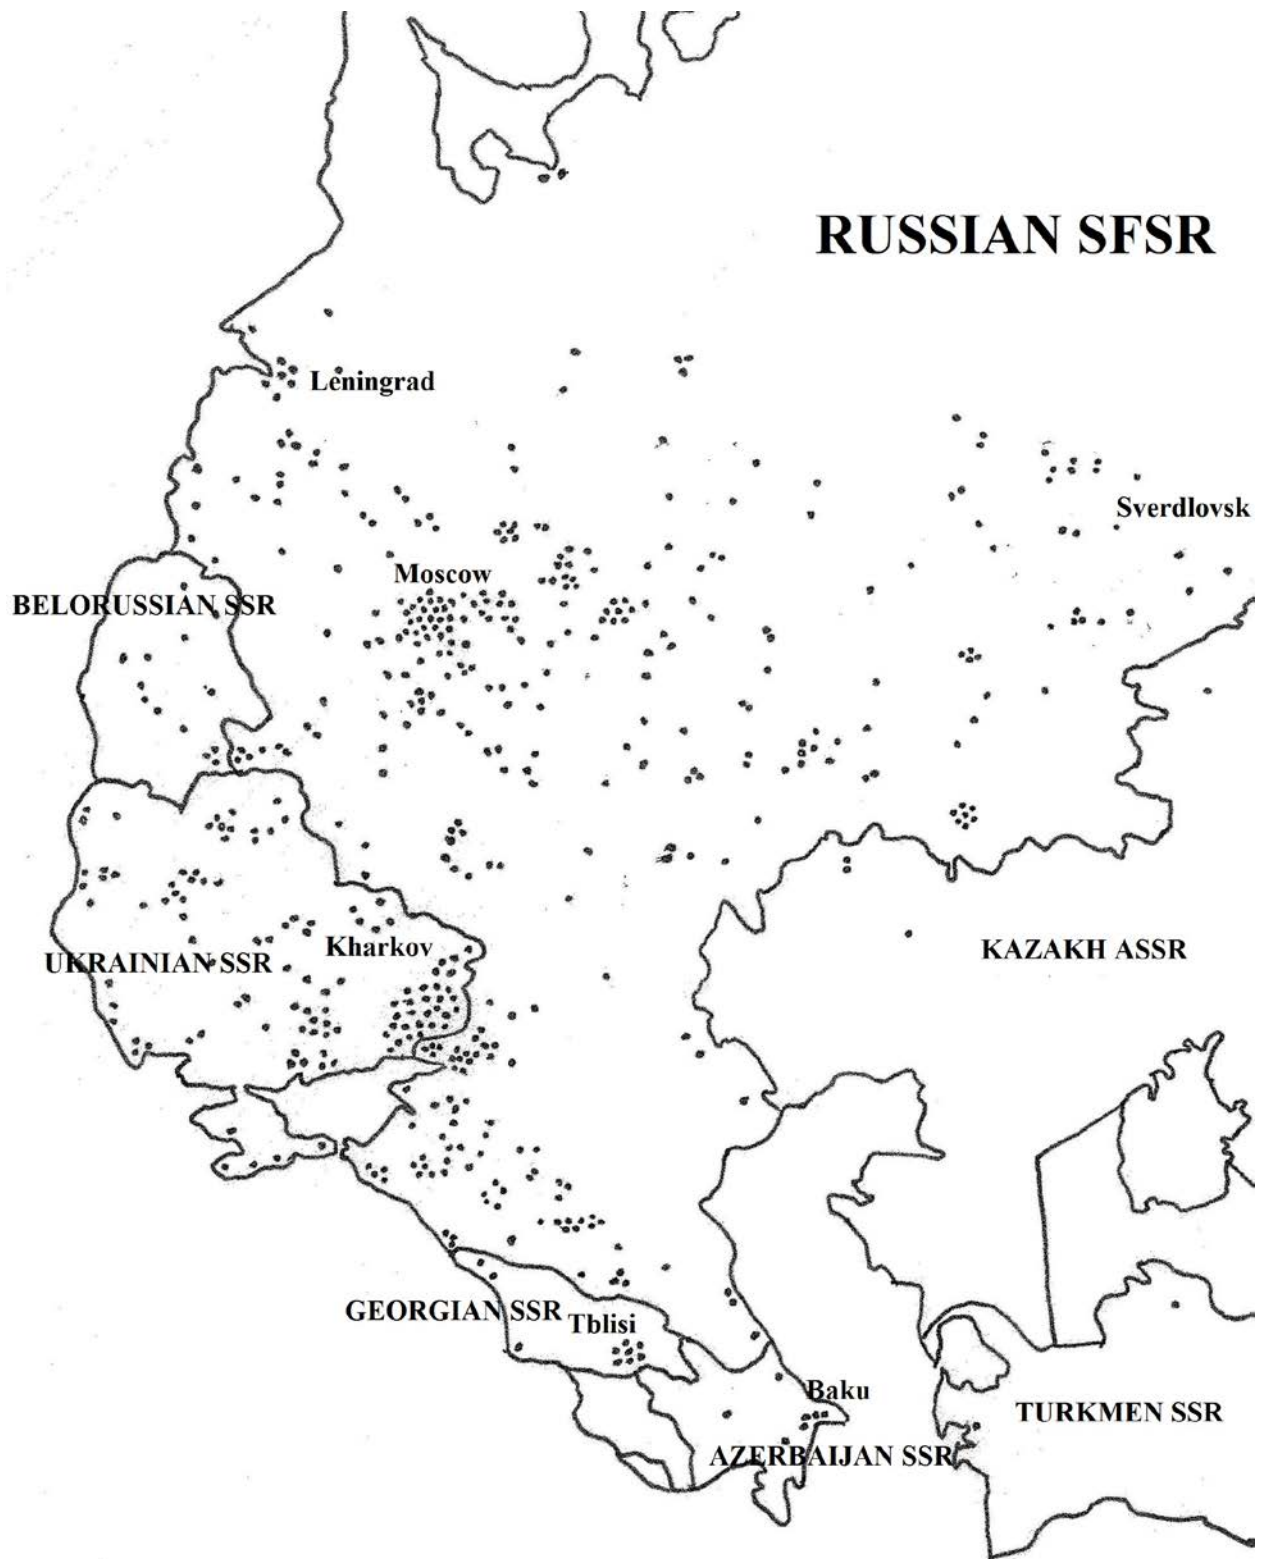 RUSSIAN SFSR
Leningrad
Sverdlovsk
Moscow
BELORUSSIAN SSR
Kharkov
KAZAKH ASSR
UKRAINIAN SSR
GEORGIAN SSR
Tblisi
Baku
TURKMEN SSR
AZERBAIJAN SSR